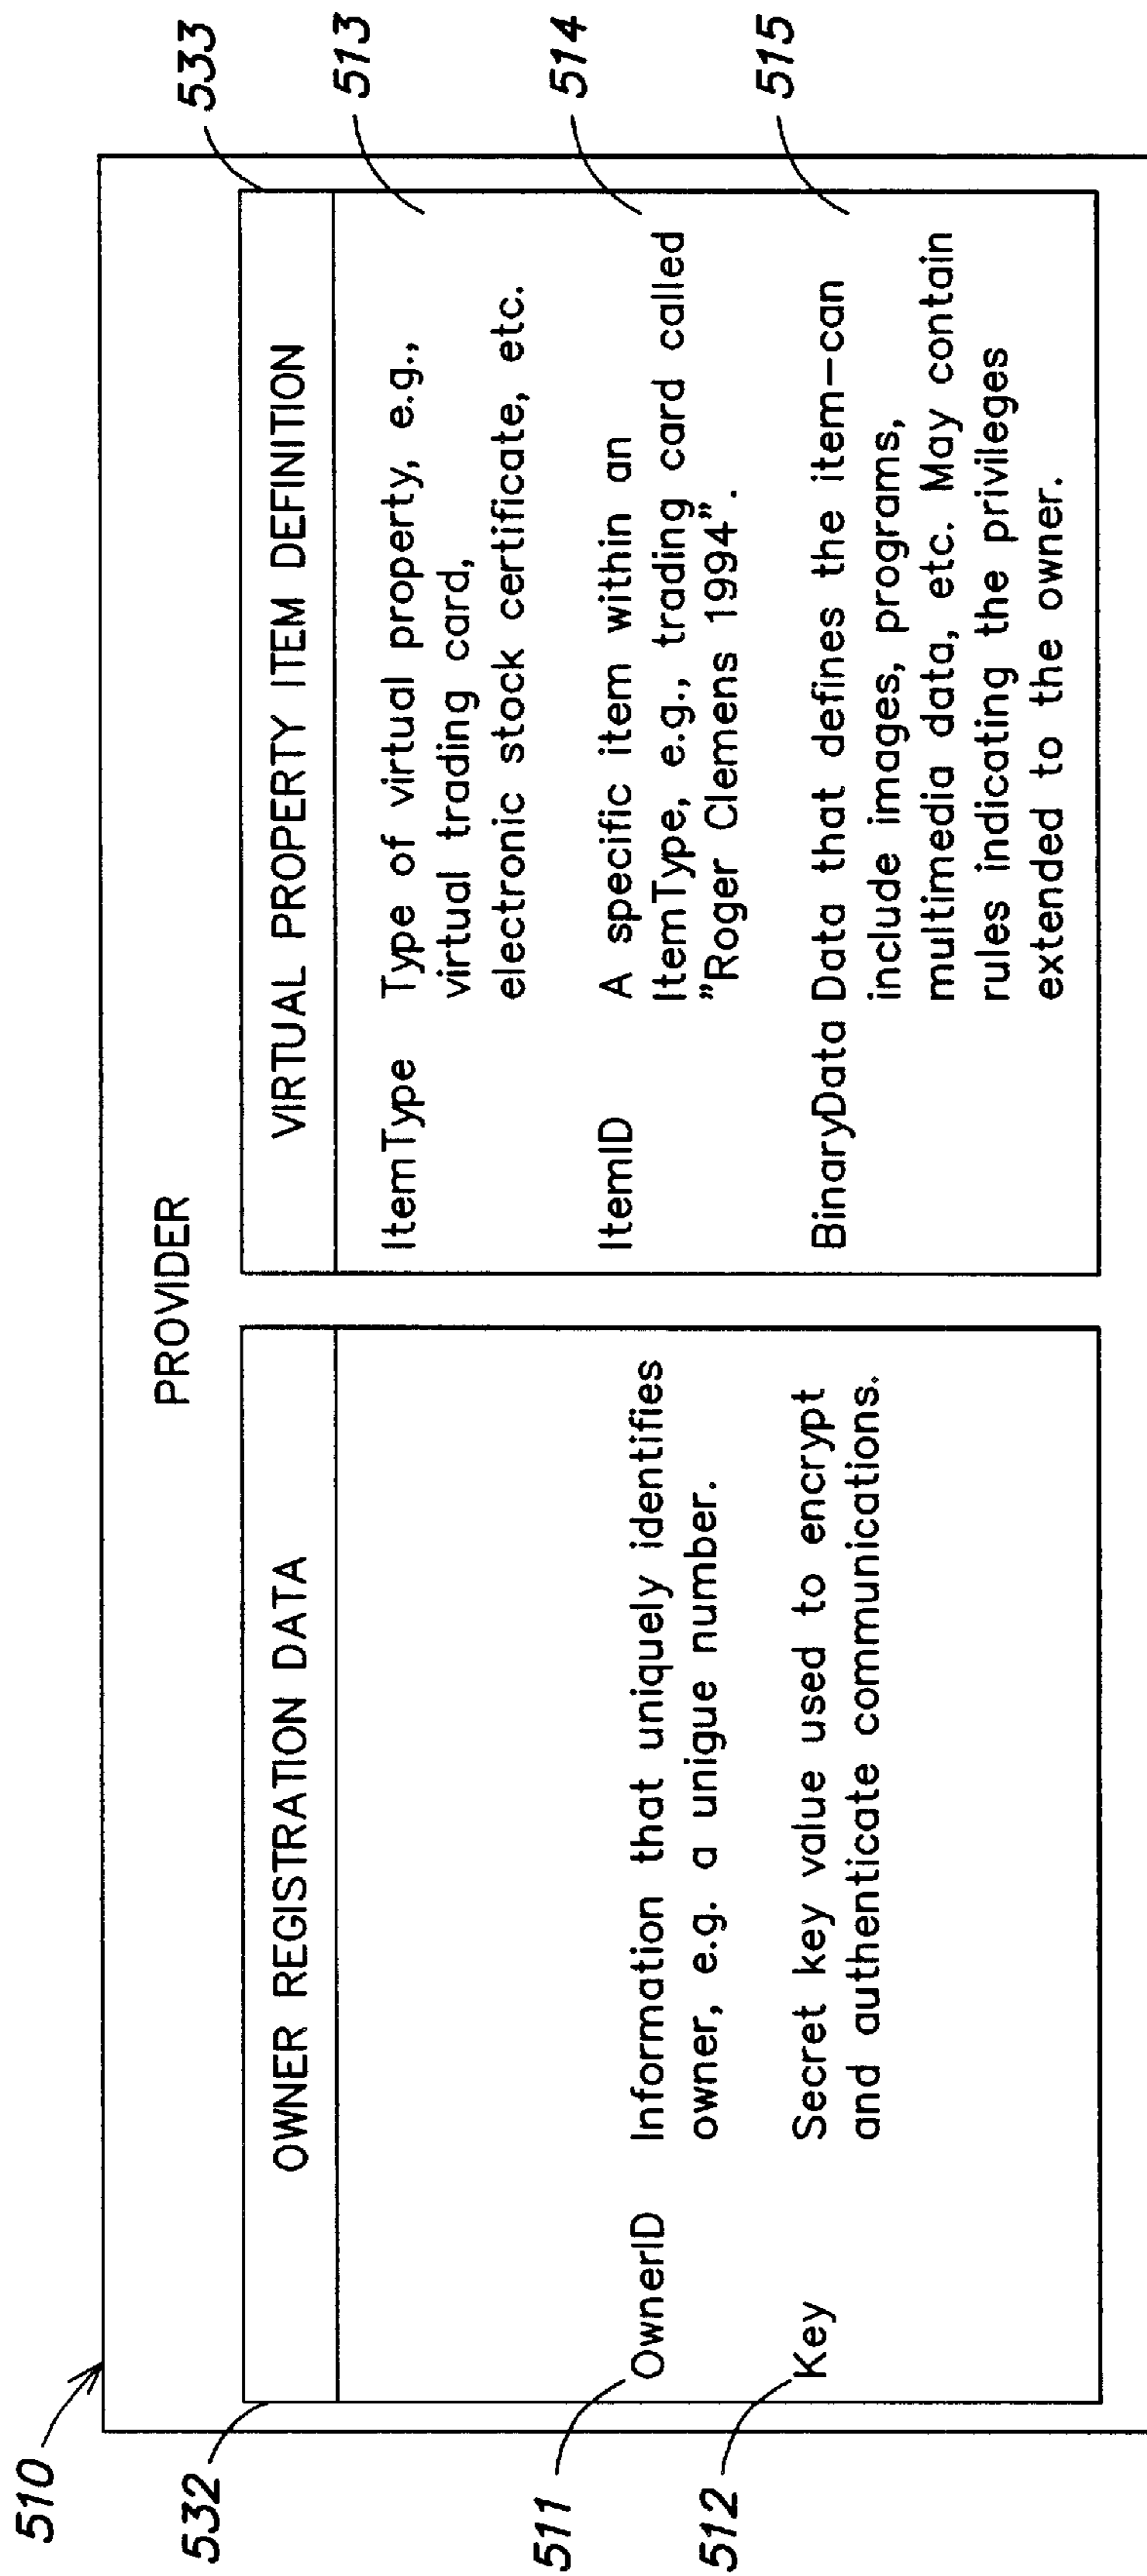 510
PROVIDER
532
OWNER REGISTRATION DATA
511
OwnerID Information that uniquely identifies
owner, e.g. a unigue number.
512
Key Secret key value used to encrypt
and authenticate communications.
533
VIRTUAL PROPERTY ITEM DEFINITION
513
ItemType Type of virtual property, e.g.,
virtual trading card,
electronic stock certificate, etc.
514
ItemID A specific item within an
ItemType, e.g., trading card called
"Roger Clemens 1994".
515
BinaryData Data that defines the item-can
include images, programs,
multimedia data, etc. May contain
rules indicating the privileges
extended to the owner.